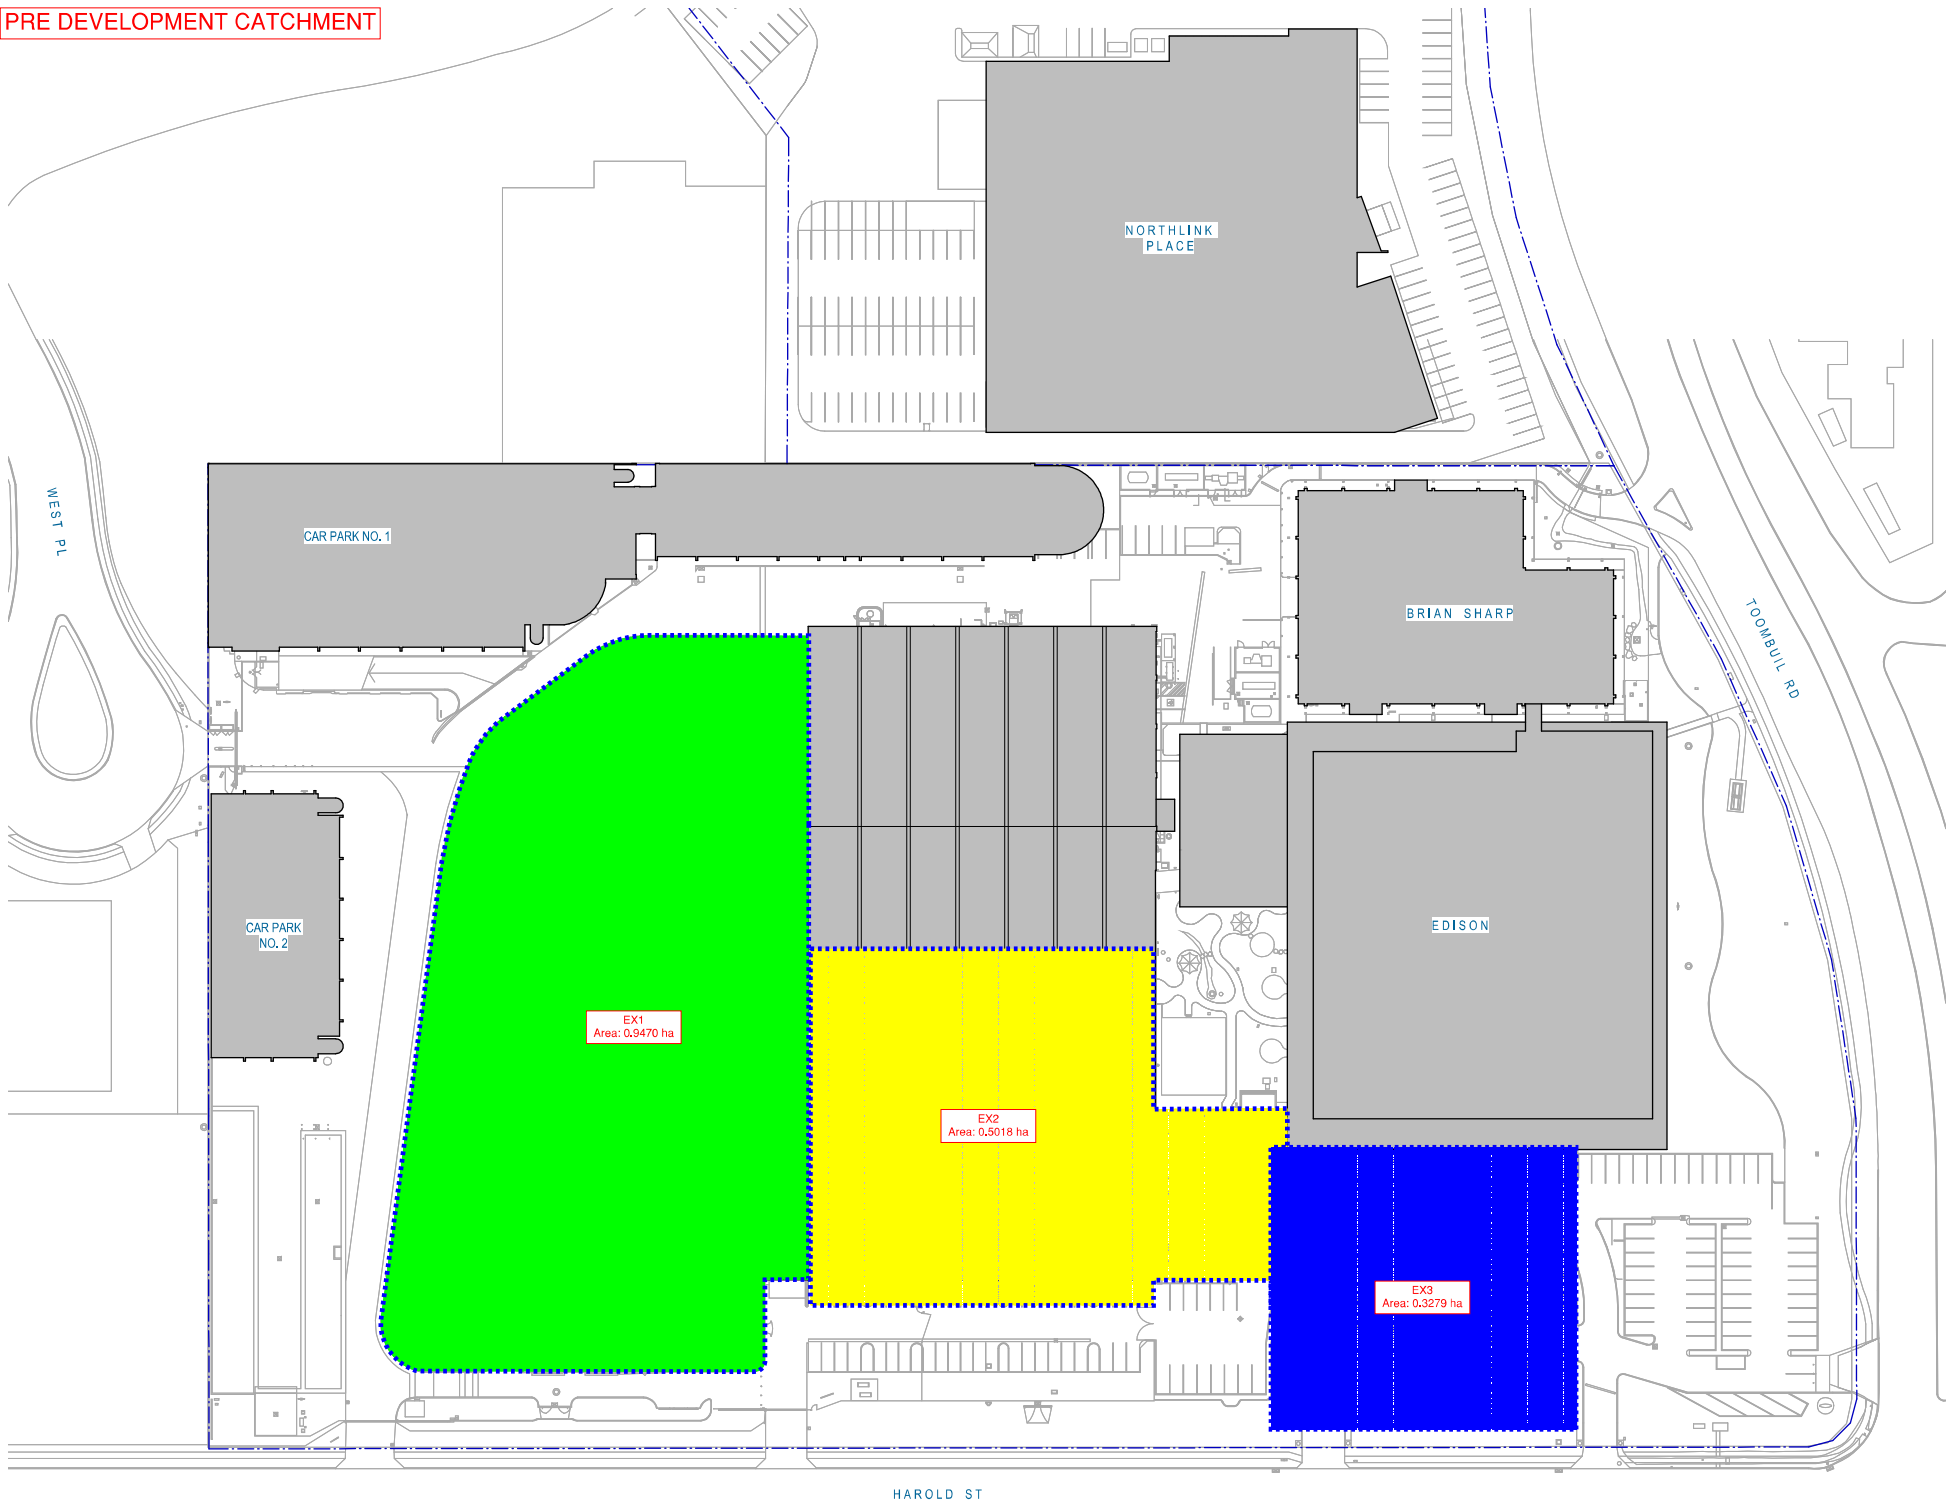 PRE DEVELOPMENT CATCHMENT
NORTHLINK
PLACE
WEST PL
CAR PARK NO. 1
BRIAN SHARP
TOOMBUIL RD
CAR PARK
NO. 2
EDISON
EX1
Area: 0.9470 ha
EX2
Area: 0.5018 ha
EX3
Area: 0.3279 ha
HAROLD ST